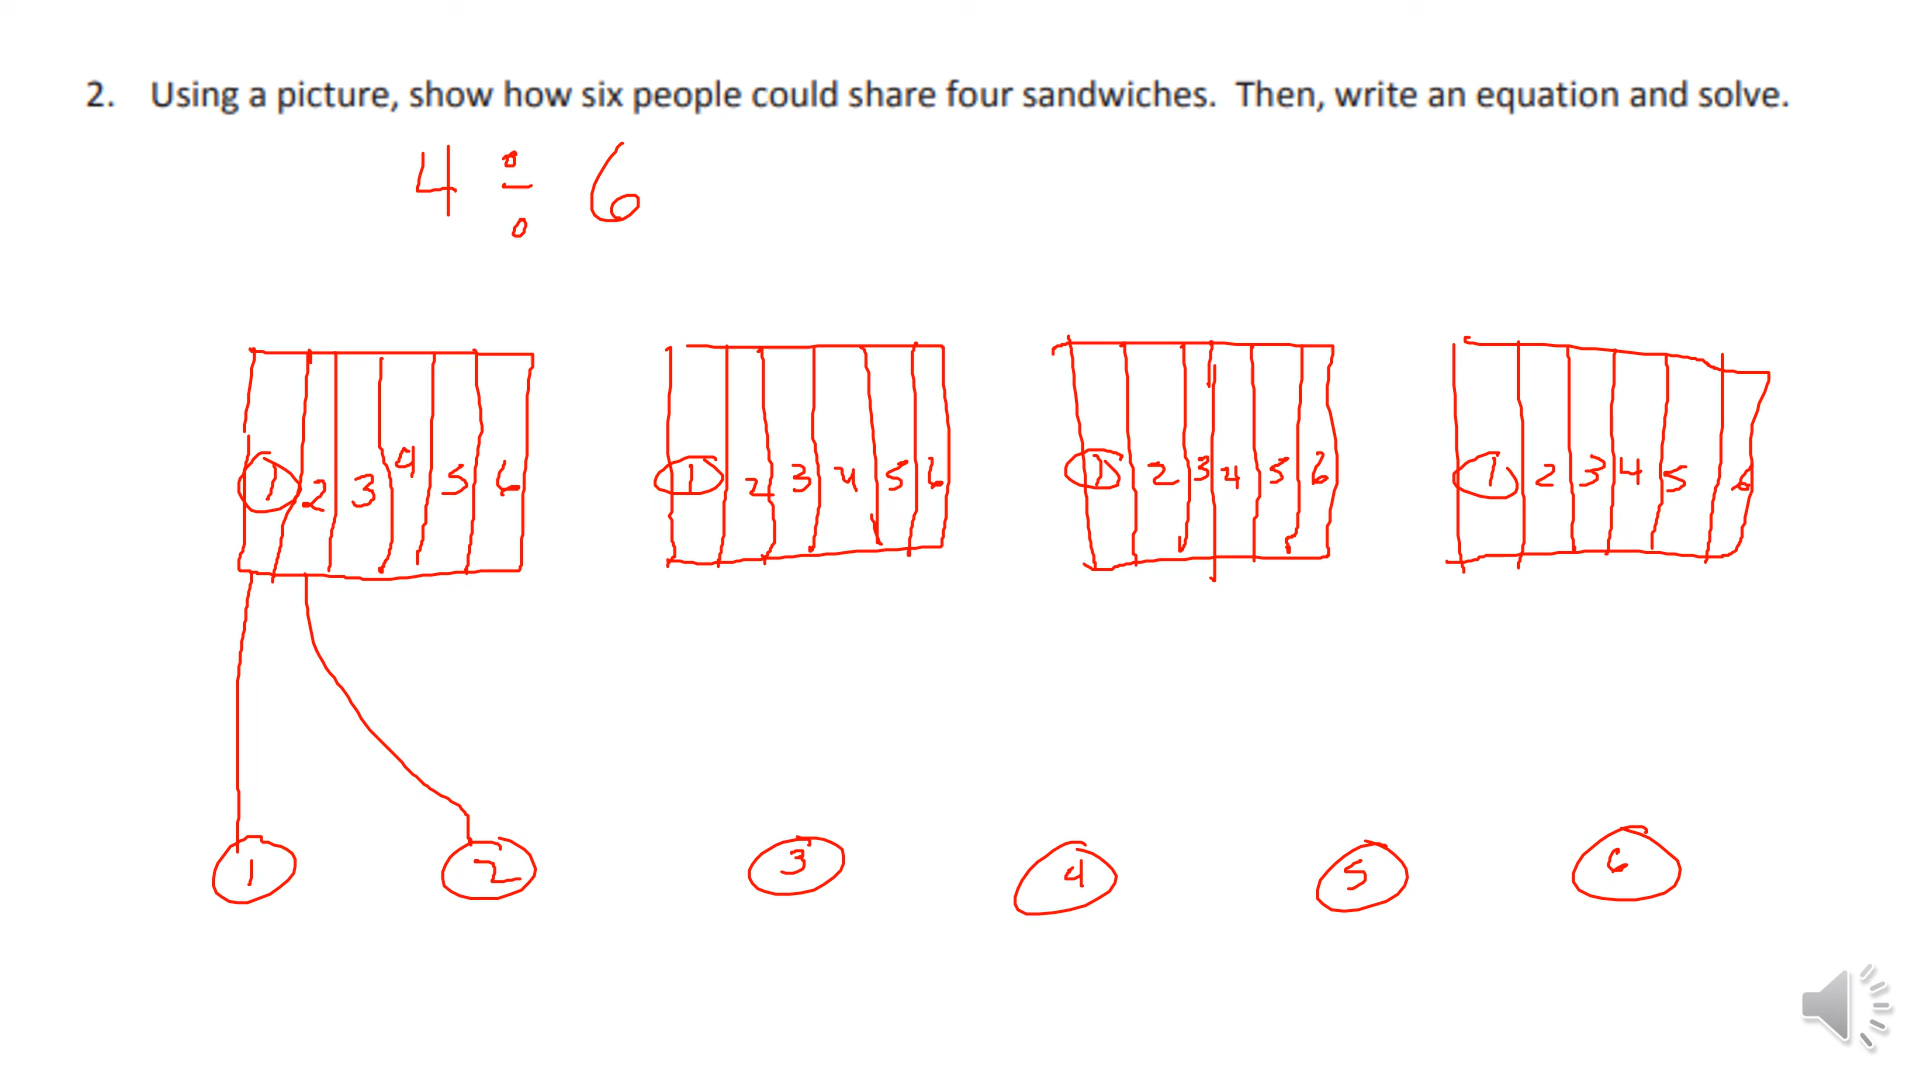 2. Using a picture, show how six people could share four sandwiches. Then, write an equation and solve.
4 ÷ 6
1 2 3 4 5 6 1 2 3 4 5 6 1 2 3 4 5 6 1 2 3 4 5 6
1 2 3 4 5 6